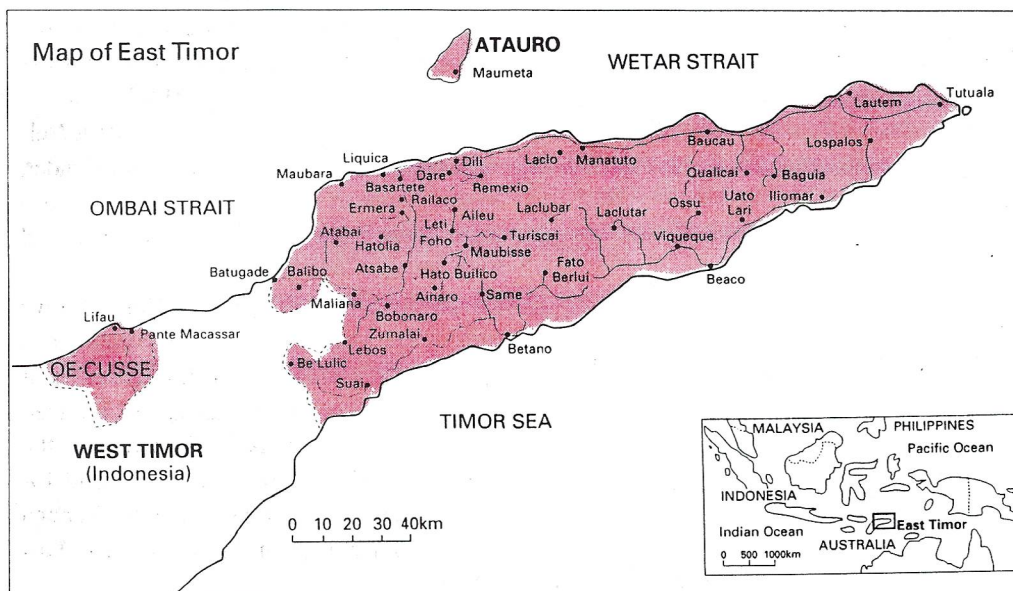 Map of East Timor
ATAURO
Maumeta
WETAR STRAIT
Tutuala
Lautem
Lospalos
Baucau
Liquica
Dili
Laclo
Manatuto
Maubara
Dare
Basartete
Remexio
Qualicai
Baguia
OMBAI STRAIT
Railaco
Ermera
Aileu
Laclubar
Laclutar
Ossu
Uato
Lari
Iliomar
Atabai
Leti
Foho
Hatolia
Turiscai
Maubisse
Viqueque
Batugade
Balibo
Atsabe
Hato Builico
Fato
Berlui
Beaco
Maliana
Ainaro
Same
Bobonaro
Lifau
Pante Macassar
Zumalai
Betano
Lebos
OE-CUSSE
Be Lulic
Suai
TIMOR SEA
WEST TIMOR
(Indonesia)
0 10 20 40km
MALAYSIA
PHILIPPINES
Pacific Ocean
INDONESIA
Indian Ocean
East Timor
AUSTRALIA
0 500 1000km